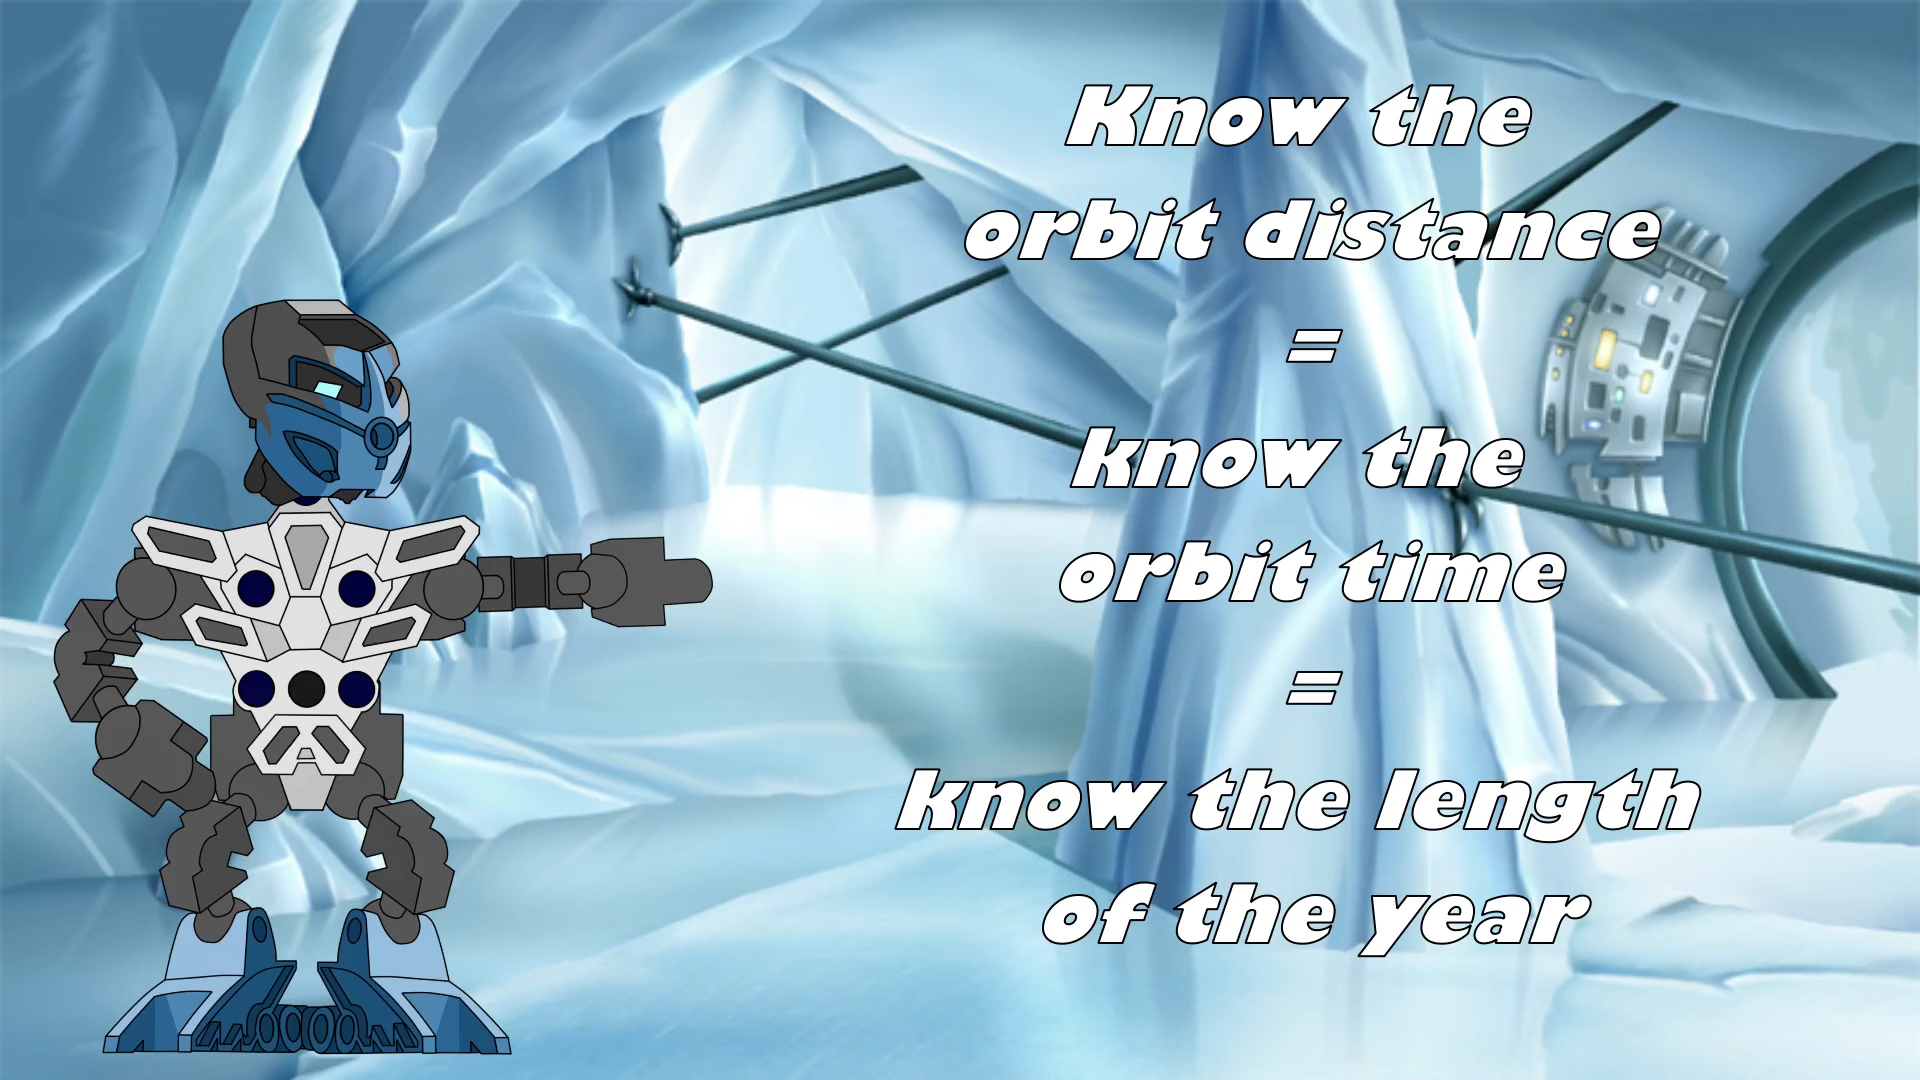 Know the
orbit distance
=
know the
orbit time
=
know the length
of the year